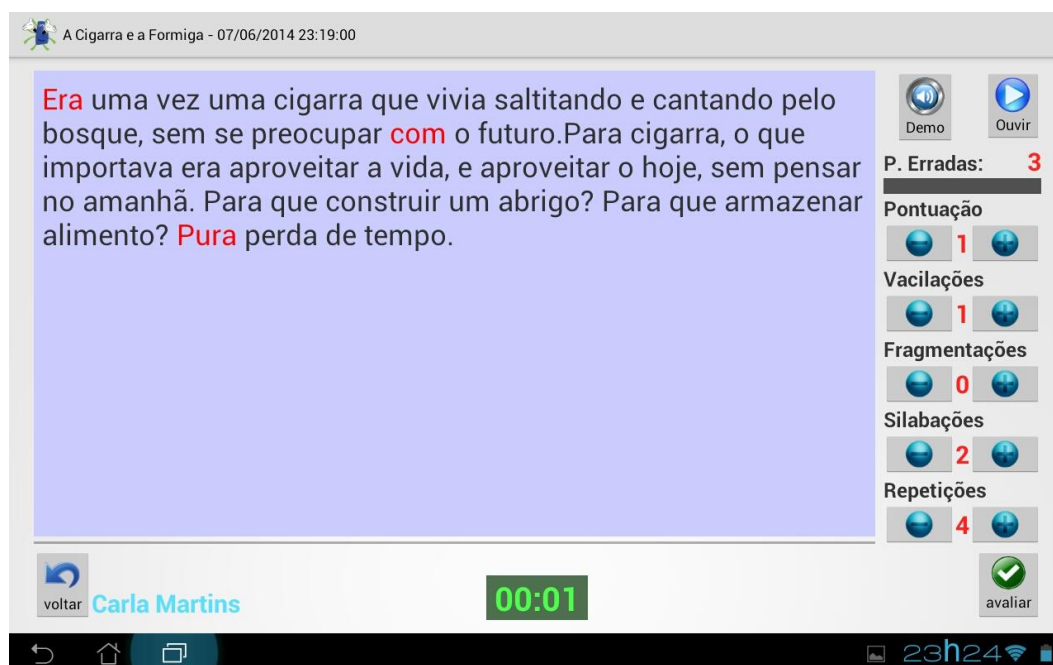 A Cigarra e a Formiga - 07/06/2014 23:19:00
Era uma vez uma cigarra que vivia saltitando e cantando pelo
bosque, sem se preocupar com o futuro.Para cigarra, o que
importava era aproveitar a vida, e aproveitar o hoje, sem pensar
no amanhã. Para que construir um abrigo? Para que armazenar
alimento? Pura perda de tempo.
Demo
Ouvir
P. Erradas: 3
Pontuação
1
Vacilações
1
Fragmentações
0
Silabações
2
Repetições
4
voltar
Carla Martins
00:01
avaliar
23h24